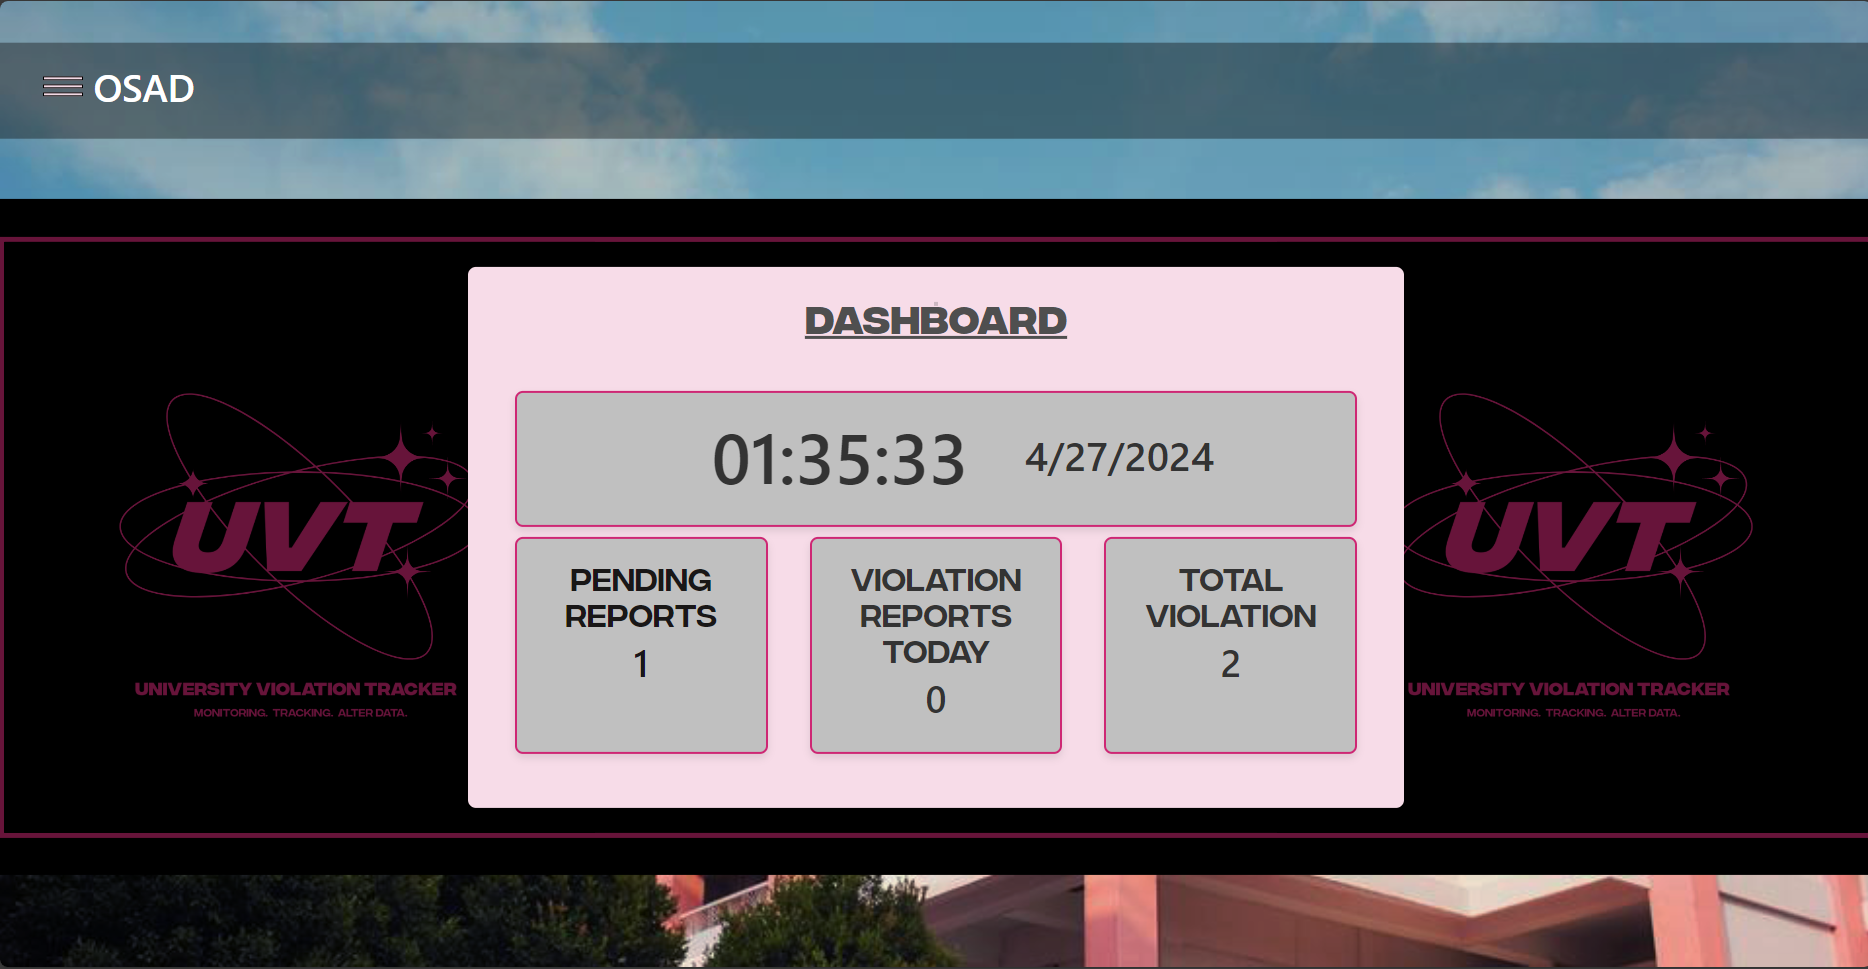 OSAD
DASHBOARD
01:35:33
4/27/2024
PENDING
REPORTS
1
VIOLATION
REPORTS
TODAY
0
TOTAL
VIOLATION
2
UVT
UNIVERSITY VIOLATION TRACKER
MONITORING. TRACKING. ALTER DATA.
UVT
UNIVERSITY VIOLATION TRACKER
MONITORING. TRACKING. ALTER DATA.